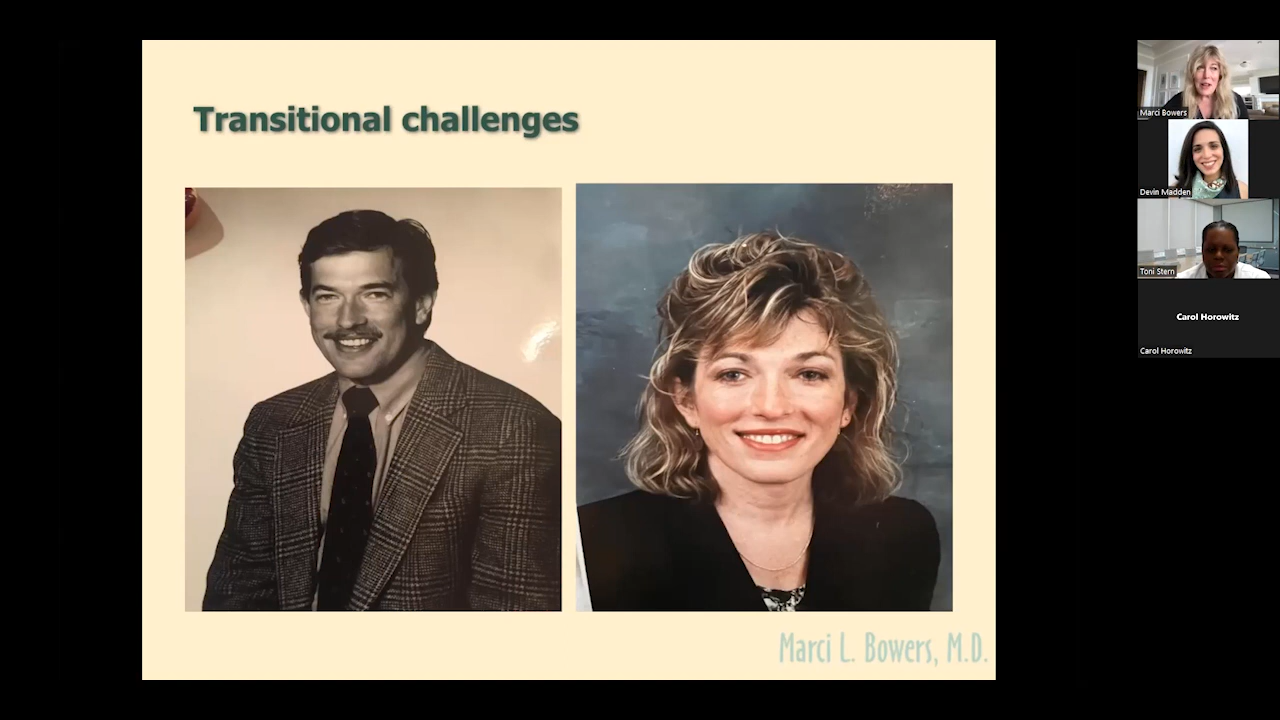 Transitional challenges
Marci L. Bowers, M.D.
Marci Bowers
Devin Madden
Toni Stern
Carol Horowitz
Carol Horowitz